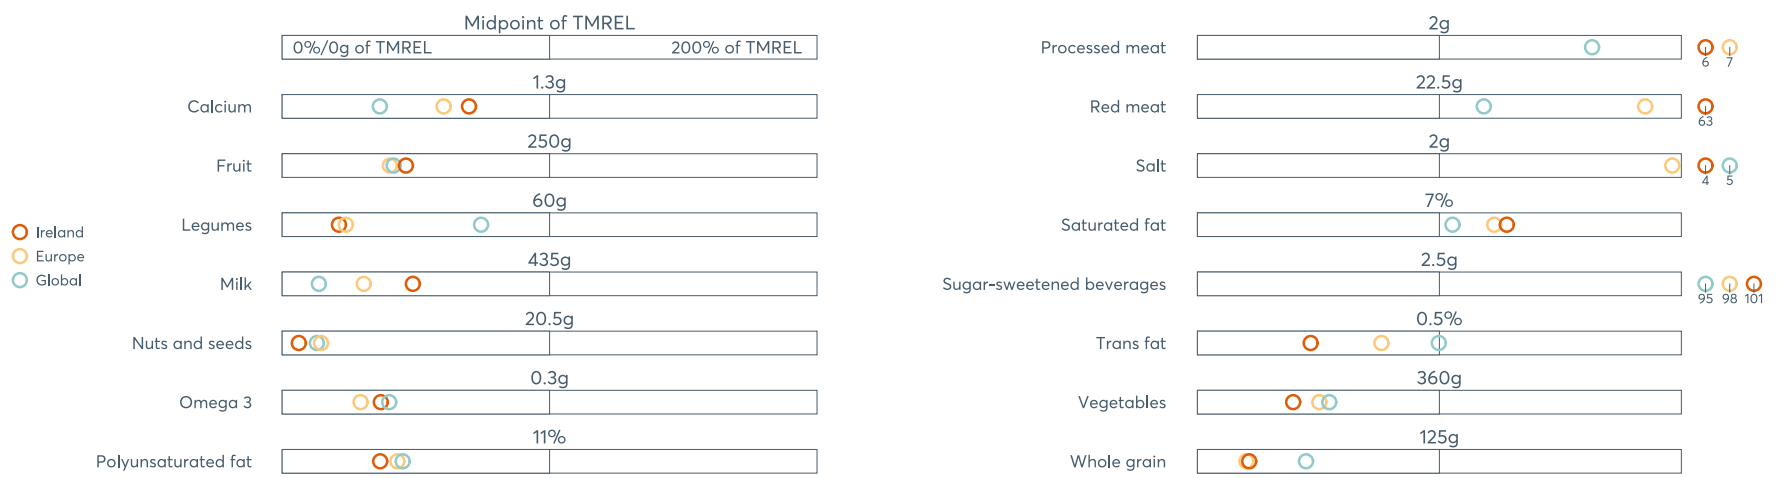 Midpoint of TMREL
0%/0g of TMREL 200% of TMREL
1.3g
Calcium
250g
Fruit
60g
Legumes
435g
Milk
20.5g
Nuts and seeds
0.3g
Omega 3
11%
Polyunsaturated fat
Ireland
Europe
Global
2g
Processed meat
6 7
22.5g
Red meat
63
2g
Salt
4 5
7%
Saturated fat
2.5g
Sugar-sweetened beverages
95 98 101
0.5%
Trans fat
360g
Vegetables
125g
Whole grain